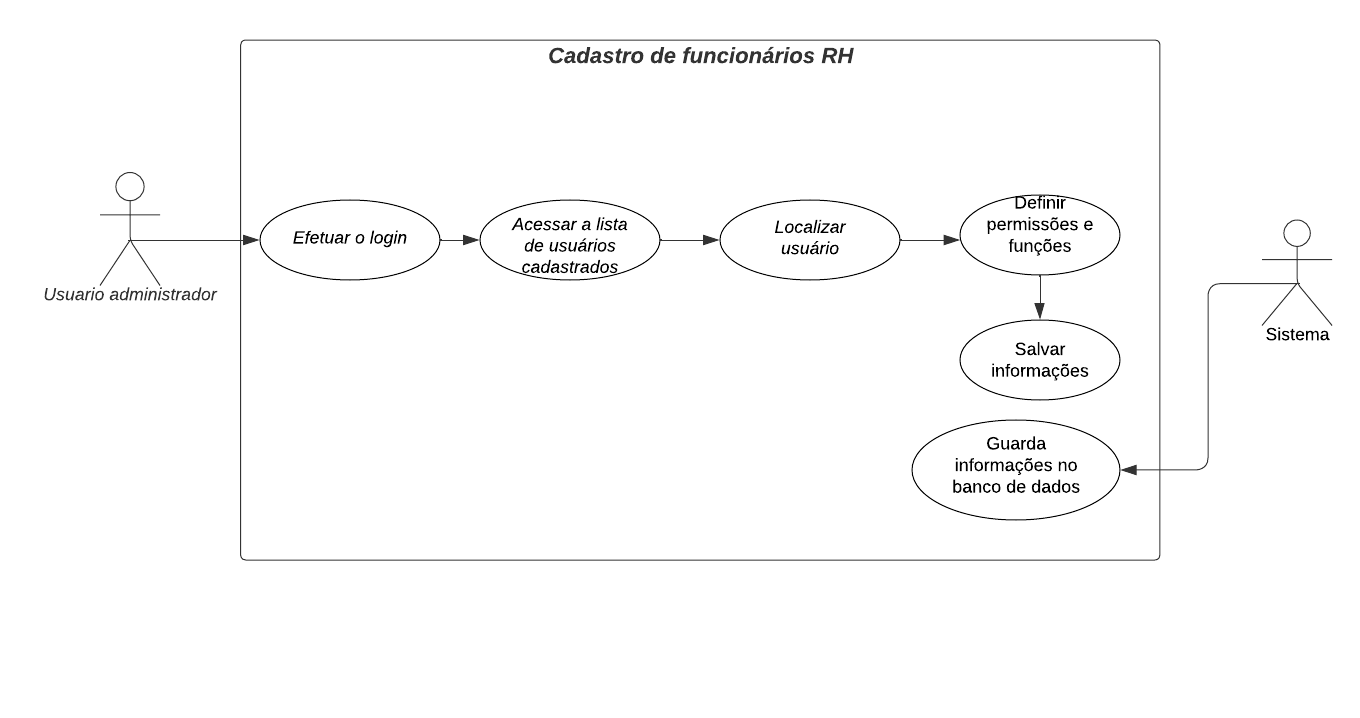 Cadastro de funcionários RH
Usuario administrador
Efetuar o login
Acessar a lista
de usuários
cadastrados
Localizar
usuário
Definir
permissões e
funções
Salvar
informações
Guarda
informações no
banco de dados
Sistema